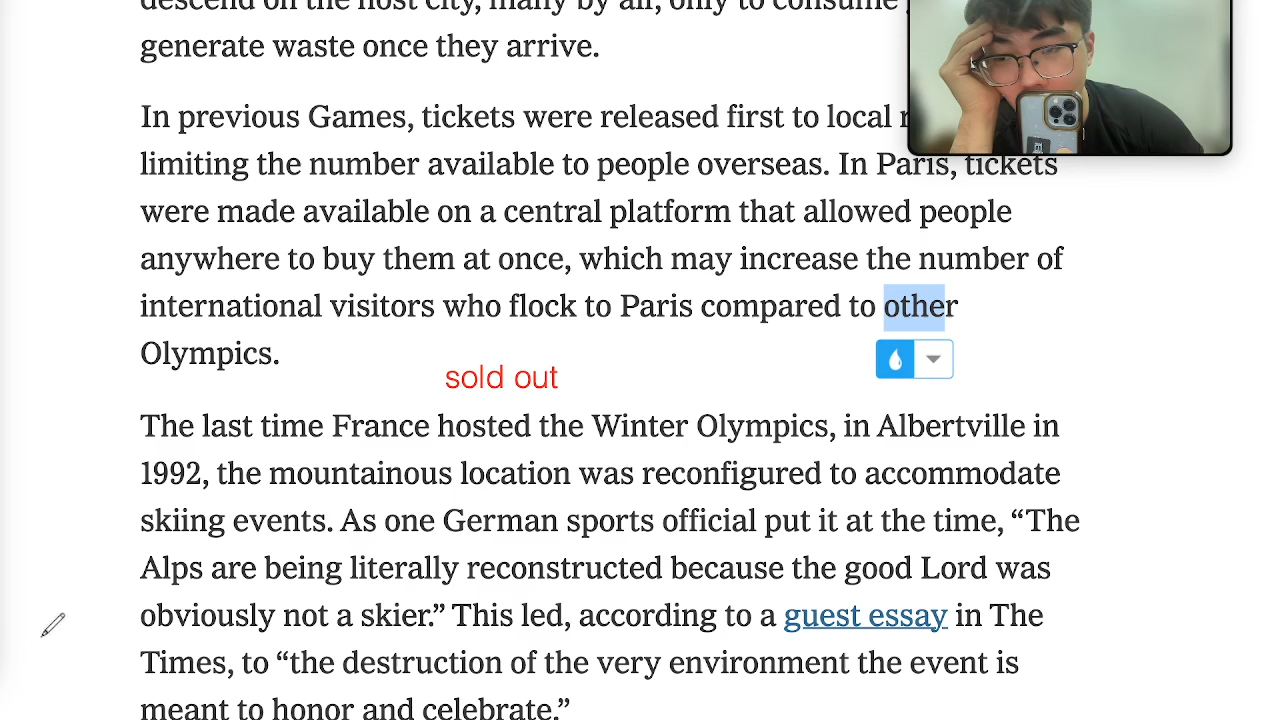 generate waste once they arrive.
In previous Games, tickets were released first to local
limiting the number available to people overseas. In Paris, tickets
were made available on a central platform that allowed people
anywhere to buy them at once, which may increase the number of
international visitors who flock to Paris compared to other
Olympics.
sold out
The last time France hosted the Winter Olympics, in Albertville in
1992, the mountainous location was reconfigured to accommodate
skiing events. As one German sports official put it at the time, “The
Alps are being literally reconstructed because the good Lord was
obviously not a skier.” This led, according to a guest essay in The
Times, to “the destruction of the very environment the event is
meant to honor and celebrate.”